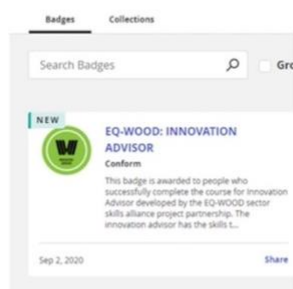 Badges Collections
Search Badges
Gro
NEW
W
EQ-WOOD: INNOVATION
ADVISOR
Conform
This badge is awarded to people who
successfully complete the course for Innovation
Advisor developed by the EQ-WOOD sector
skills alliance project partnership. The
innovation advisor has the skills t...
Sep 2, 2020 Share